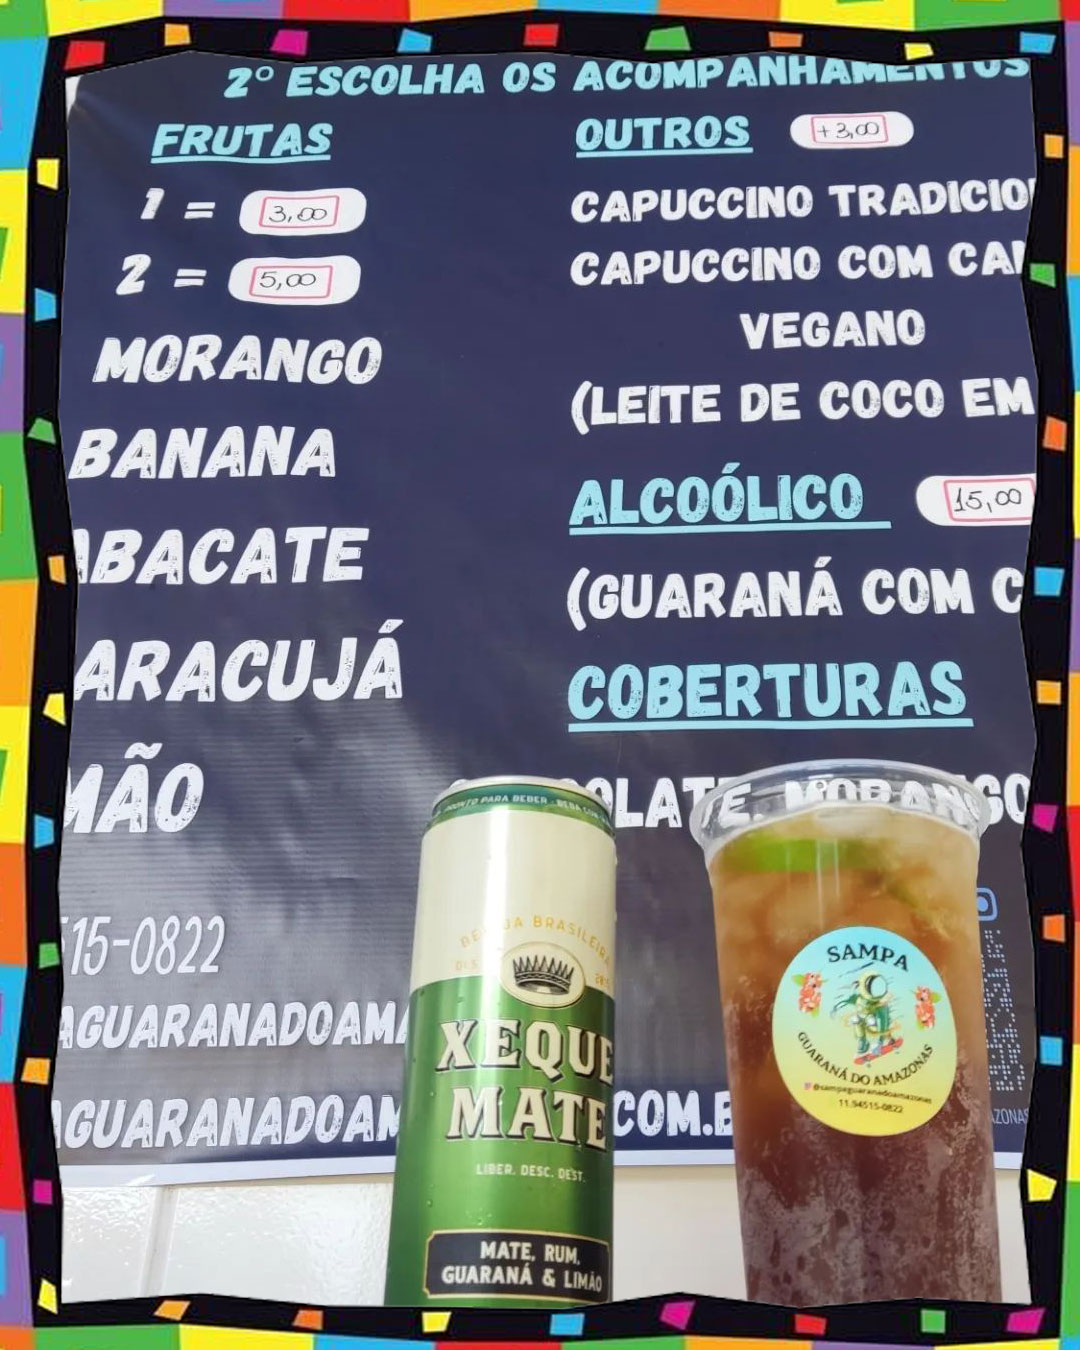 2º ESCOLHA OS ACOMPANHAMENTOS
FRUTAS
1 = 3,00
2 = 5,00
MORANGO
BANANA
ABACATE
ARACUJÁ
MÃO
515-0822
AGUARANADOAMA
AGUARANADOAM
OUTROS +3,00
CAPUCCINO TRADICIO
CAPUCCINO COM CA
VEGANO
(LEITE DE COCO EM
ALCOÓLICO 15,00
(GUARANÁ COM C
COBERTURAS
OLATE, MORANGO
.COM.B
AZONAS
PRONTO PARA BEBER - BEBA
BRASILEIRA
XEQUE
MATE
LIBER. DESC. DEST.
MATE, RUM,
GUARANÁ & LIMÃO
SAMPA
GUARANÁ DO AMAZONAS
@sampaguaranadoamazonas
11.94515-0822